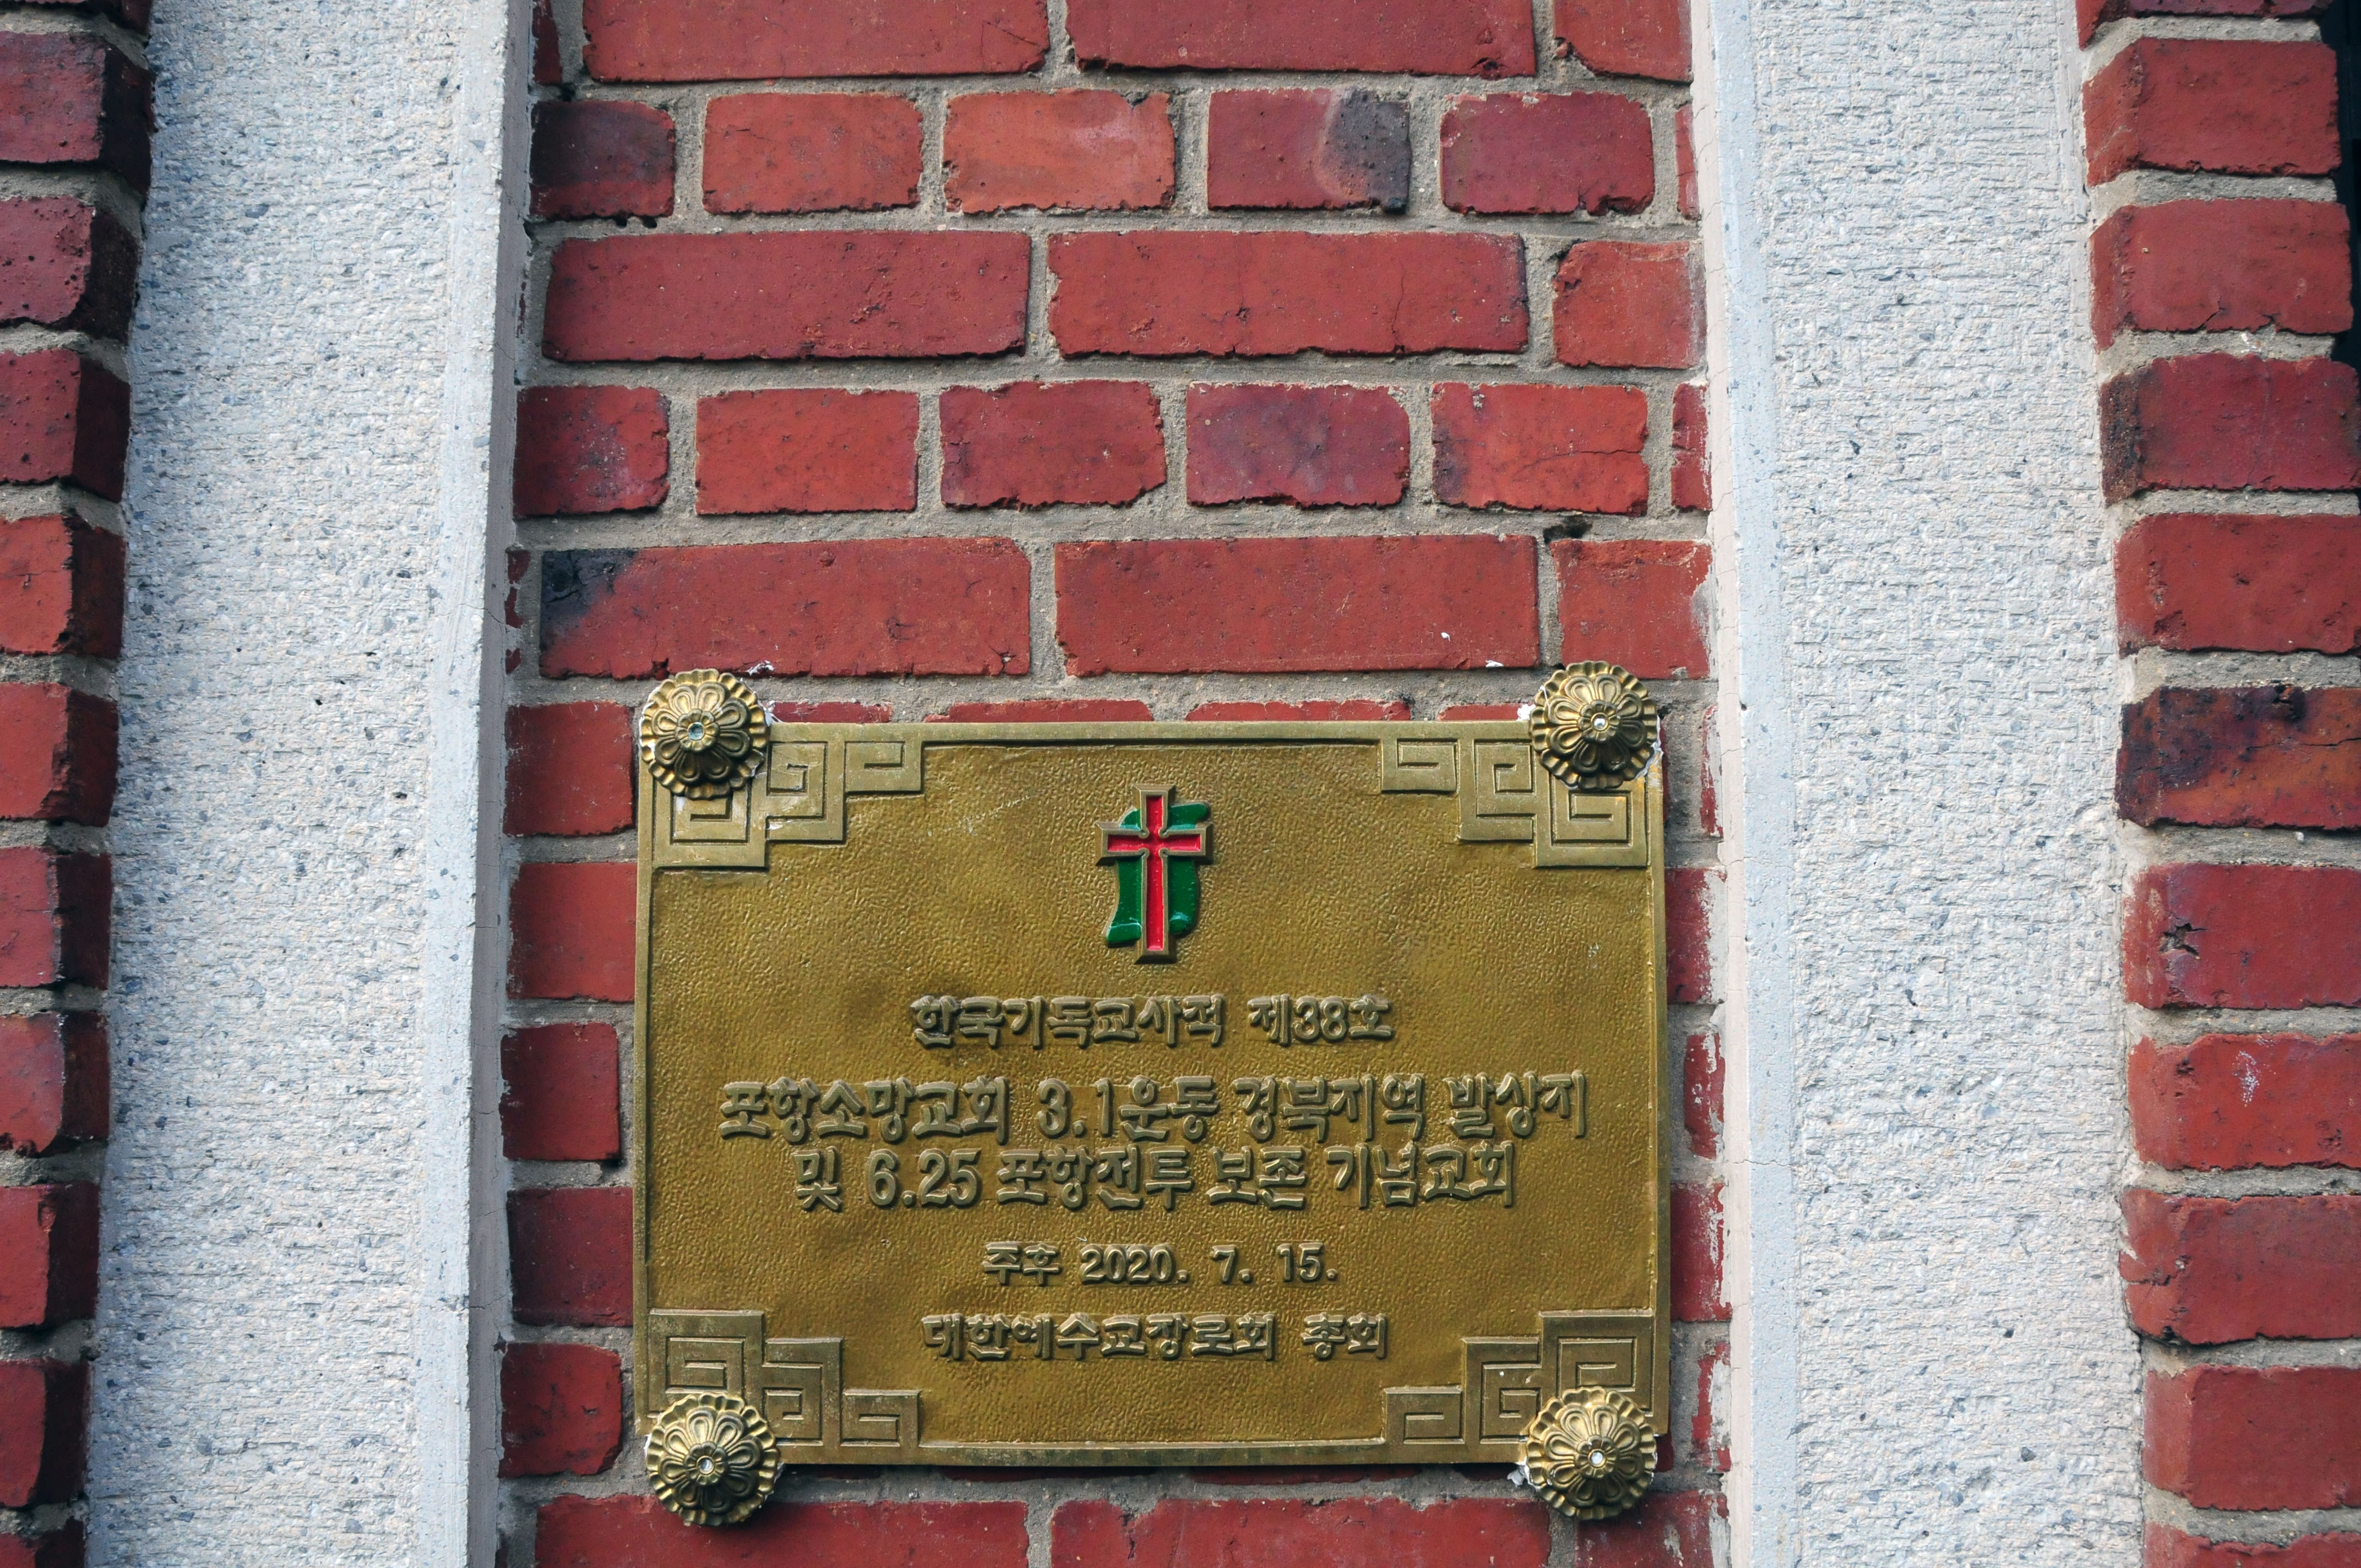 한국기독교사적 제38호
포항소망교회 3.1운동 경북지역 발상지
및 6.25 포항전투 보존 기념교회
주후 2020. 7. 15.
대한예수교장로회 총회